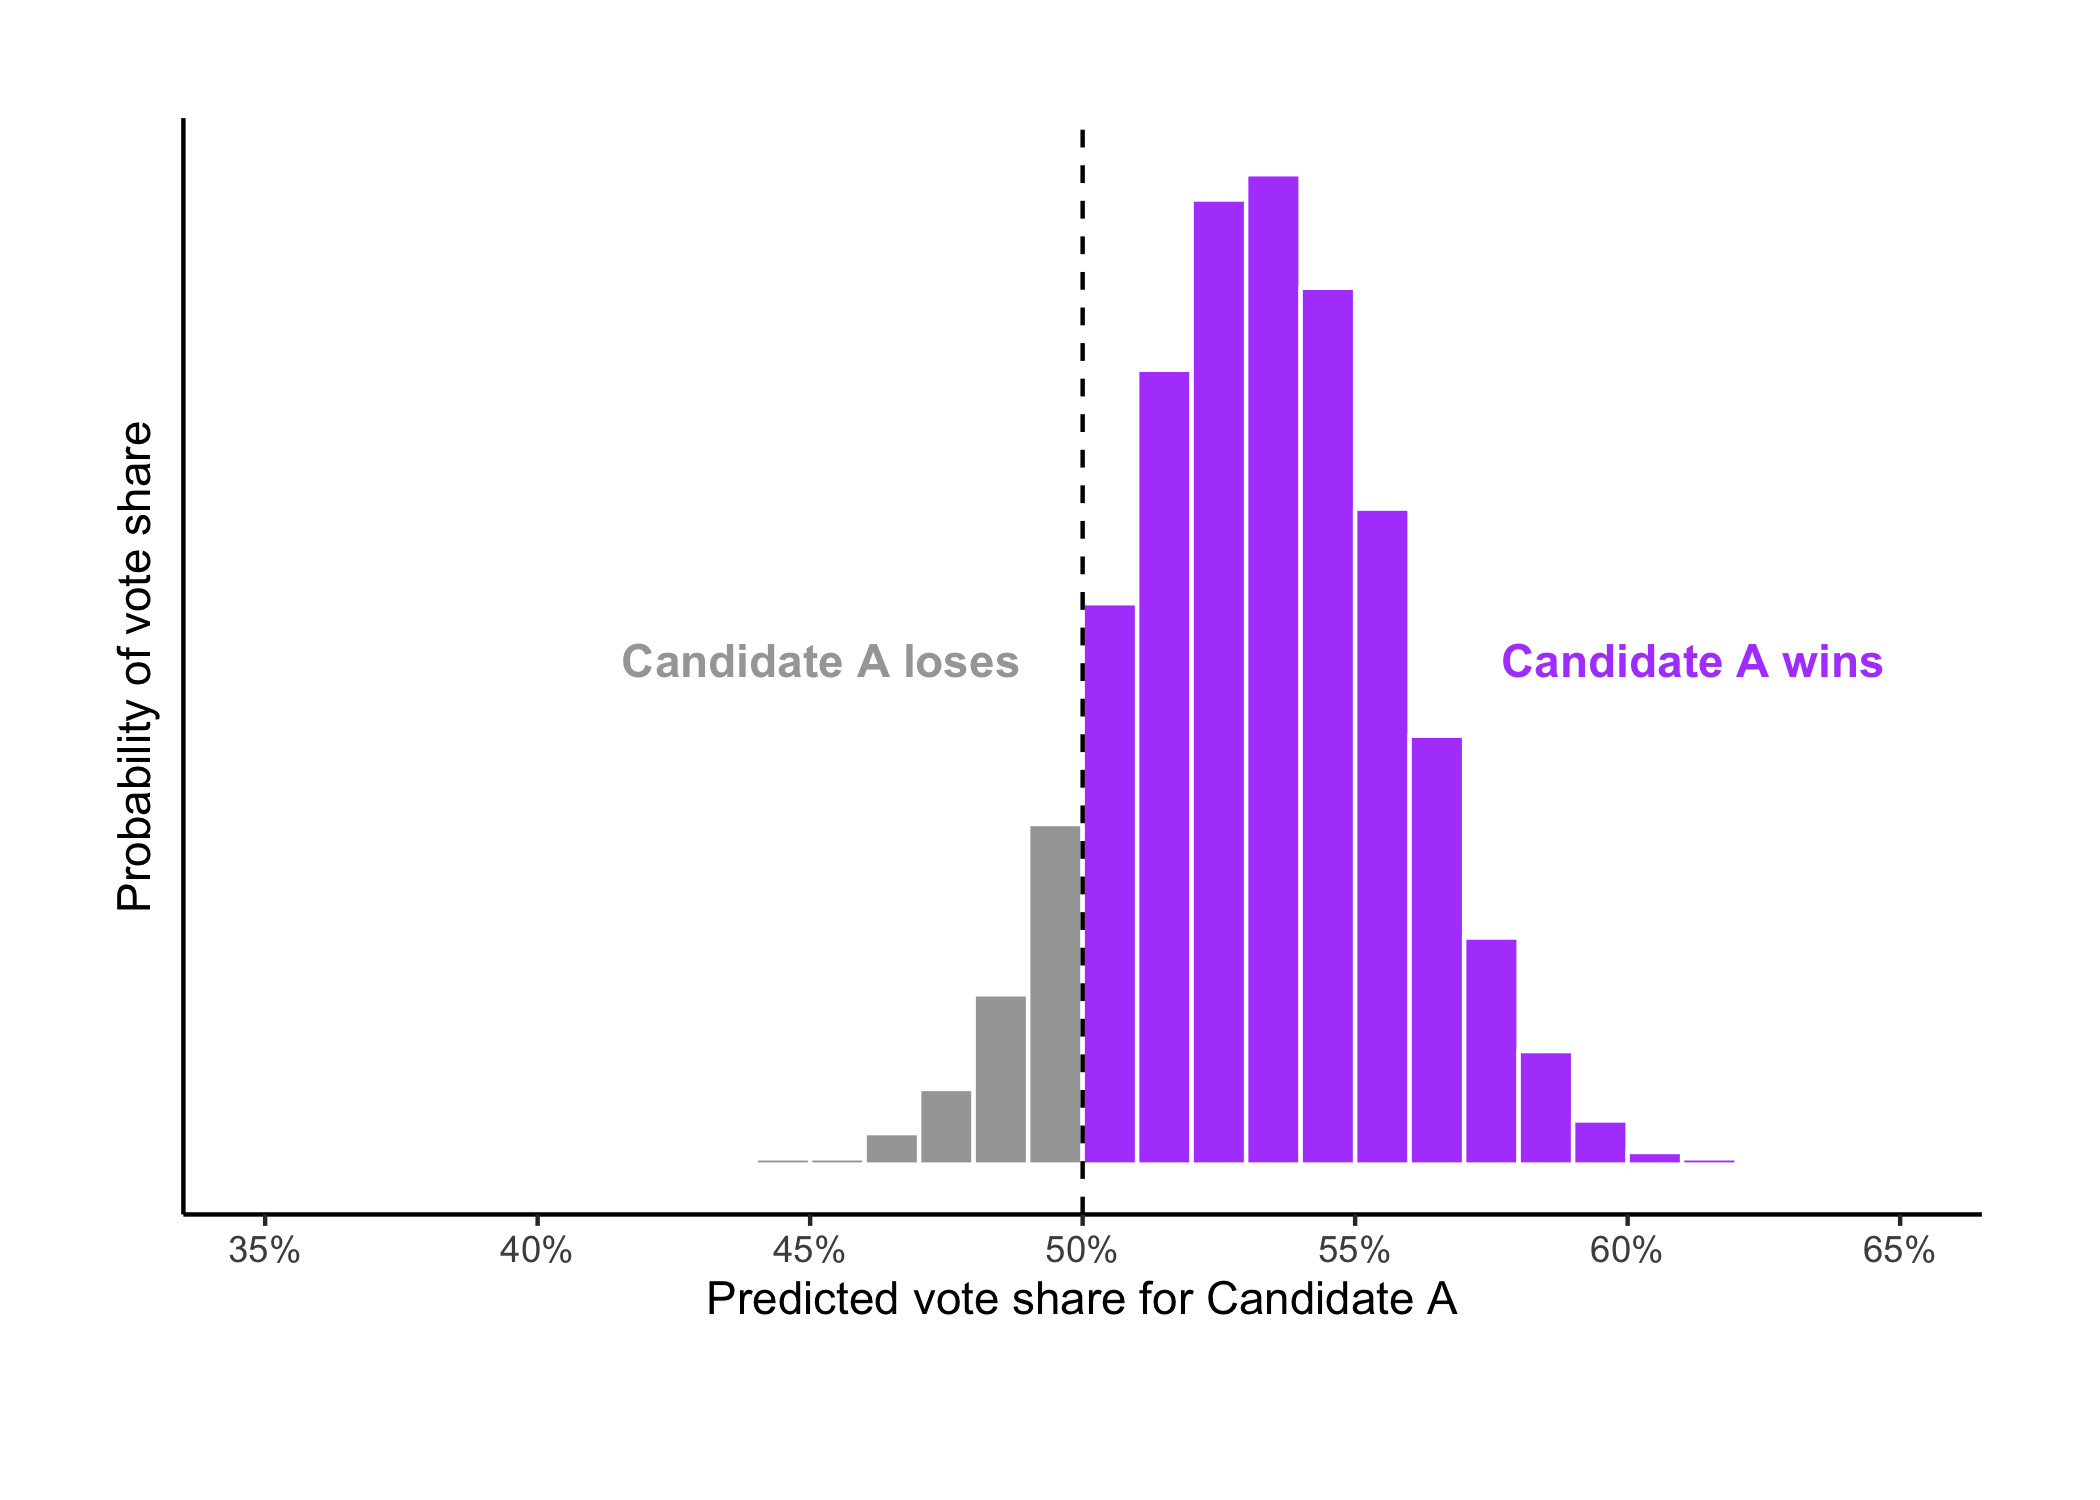 Probability of vote share
Candidate A loses
Candidate A wins
35% 40% 45% 50% 55% 60% 65%
Predicted vote share for Candidate A